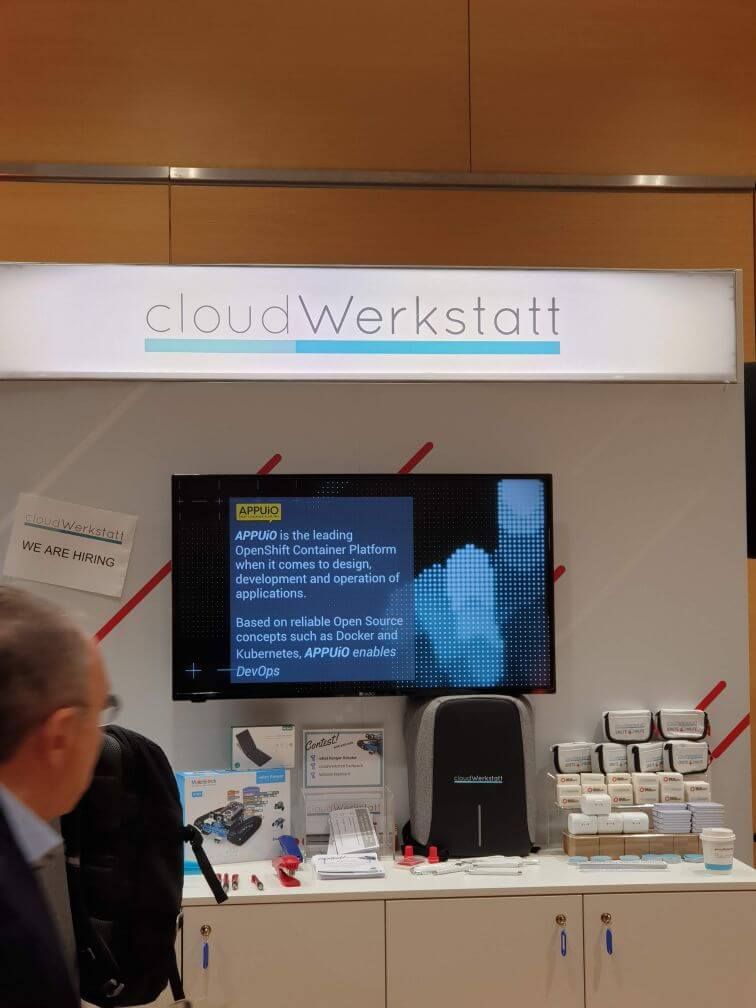 cloudWerkstatt
cloudWerkstatt
WE ARE HIRING
APPUiO
APPUiO is the leading
OpenShift Container Platform
when it comes to design,
development and operation of
applications.
Based on reliable Open Source
concepts such as Docker and
Kubernetes, APPUiO enables
DevOps
Contest!
Makeblock
cloudWerkstatt
cloudWerkstatt